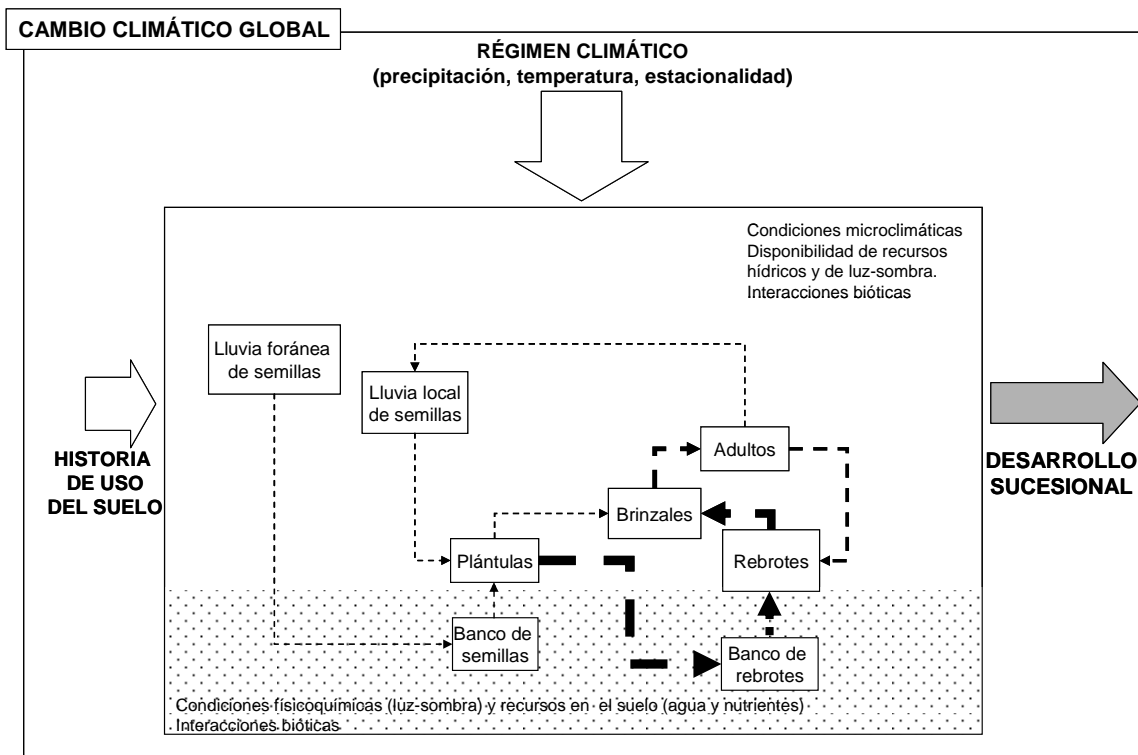 CAMBIO CLIMÁTICO GLOBAL
RÉGIMEN CLIMÁTICO
(precipitación, temperatura, estacionalidad)
Condiciones microclimáticas
Disponibilidad de recursos
hídricos y de luz-sombra.
Interacciones bióticas
Lluvia foránea
de semillas
Lluvia local
de semillas
HISTORIA
DE USO
DEL SUELO
Adultos
DESARROLLO
SUCESIONAL
Brinzales
Plántulas
Rebrotes
Banco de
semillas
Banco de
rebrotes
Condiciones físicoquímicas (luz-sombra) y recursos en el suelo (agua y nutrientes)
Interacciones bióticas